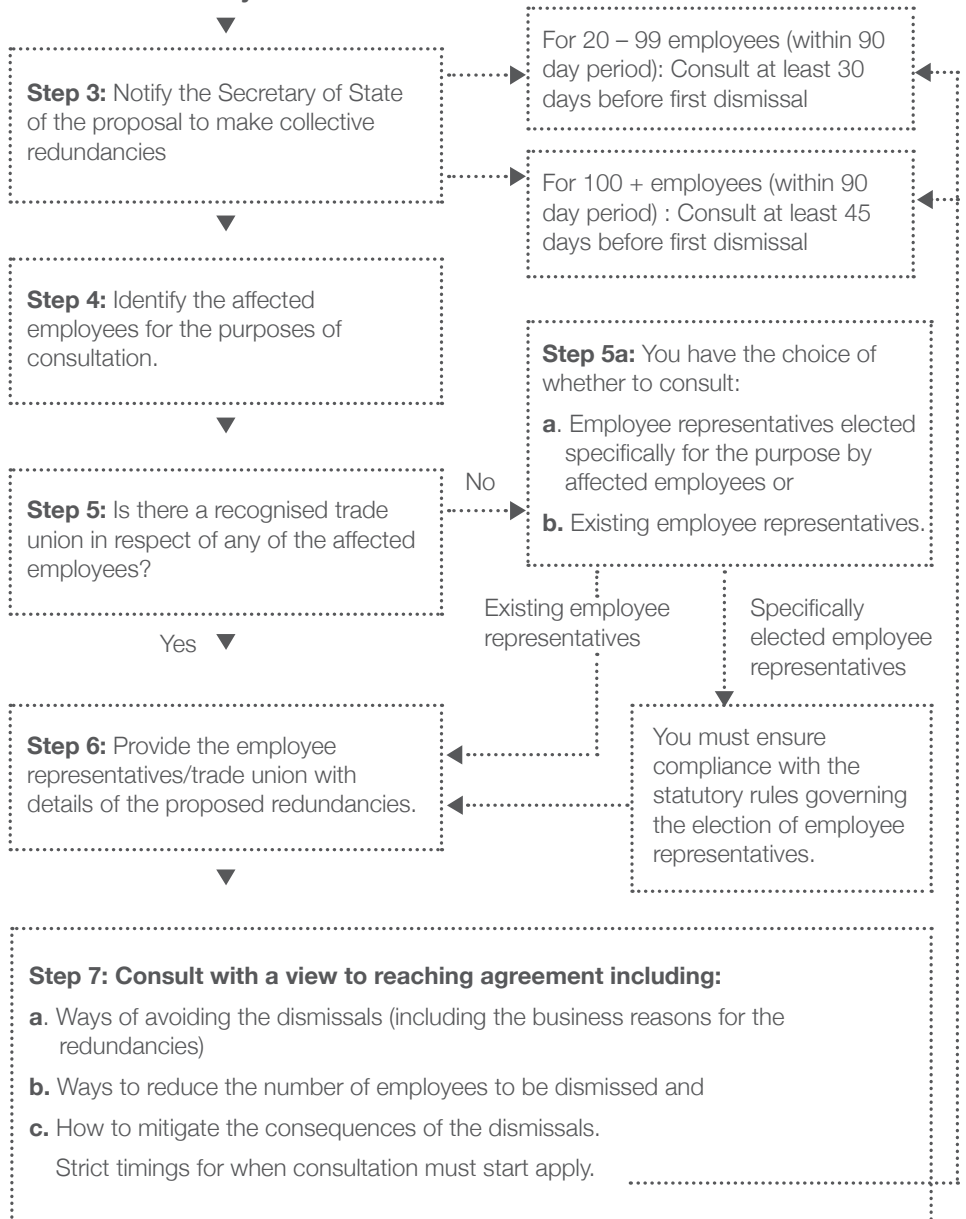 Step 3: Notify the Secretary of State
of the proposal to make collective
redundancies
For 20 – 99 employees (within 90
day period): Consult at least 30
days before first dismissal
For 100 + employees (within 90
day period) : Consult at least 45
days before first dismissal
Step 4: Identify the affected
employees for the purposes of
consultation.
Step 5: Is there a recognised trade
union in respect of any of the affected
employees?
No
Step 5a: You have the choice of
whether to consult:
a. Employee representatives elected
specifically for the purpose by
affected employees or
b. Existing employee representatives.
Yes
Existing employee
representatives
Specifically
elected employee
representatives
Step 6: Provide the employee
representatives/trade union with
details of the proposed redundancies.
You must ensure
compliance with the
statutory rules governing
the election of employee
representatives.
Step 7: Consult with a view to reaching agreement including:
a. Ways of avoiding the dismissals (including the business reasons for the
redundancies)
b. Ways to reduce the number of employees to be dismissed and
c. How to mitigate the consequences of the dismissals.
Strict timings for when consultation must start apply.